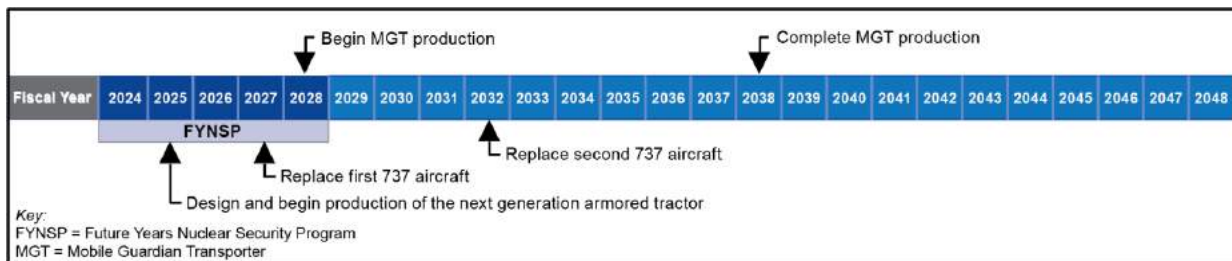 Begin MGT production
Complete MGT production
Fiscal Year 2024 2025 2026 2027 2028 2029 2030 2031 2032 2033 2034 2035 2036 2037 2038 2039 2040 2041 2042 2043 2044 2045 2046 2047 2048
FYNSP
Replace second 737 aircraft
Replace first 737 aircraft
Design and begin production of the next generation armored tractor
Key:
FYNSP = Future Years Nuclear Security Program
MGT = Mobile Guardian Transporter